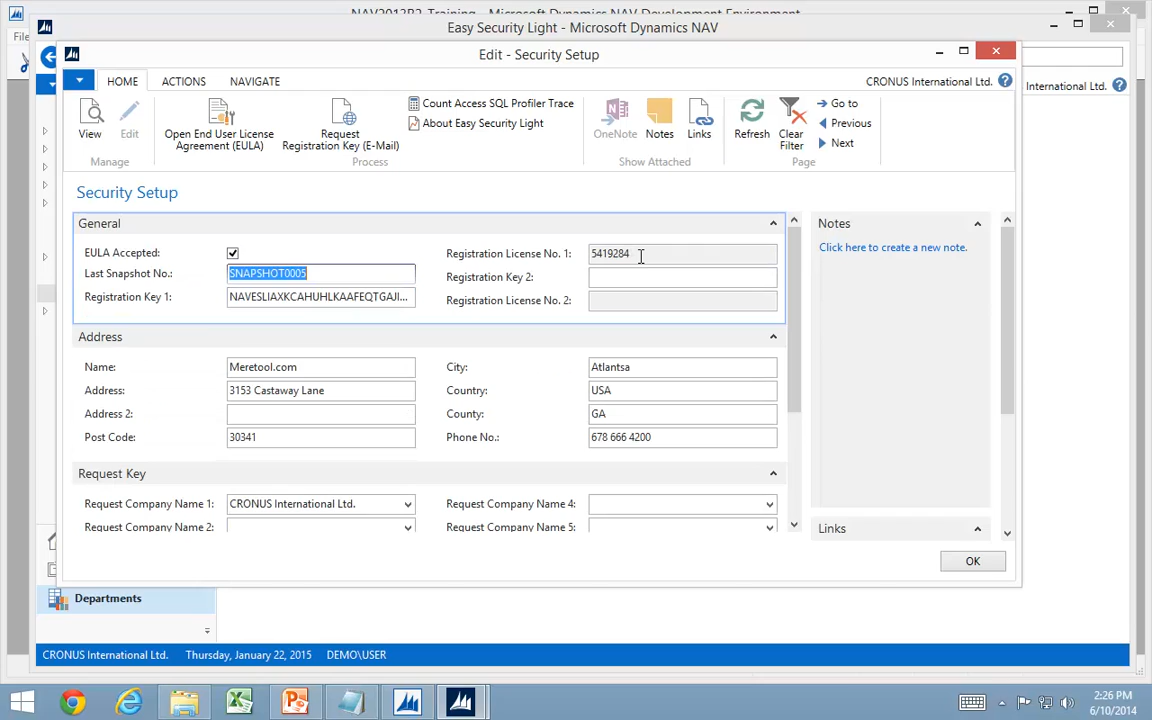 Easy Security Light - Microsoft Dynamics NAV
Edit - Security Setup
HOME
ACTIONS
NAVIGATE
CRONUS International Ltd.
International Ltd.
View
Edit
Manage
Open End User License
Agreement (EULA)
Request
Registration Key (E-Mail)
Count Access SQL Profiler Trace
About Easy Security Light
Process
OneNote
Notes
Links
Show Attached
Refresh
Clear
Filter
Go to
Previous
Next
Page
Security Setup
General
EULA Accepted:
Last Snapshot No.: SNAPSHOT0005
Registration Key 1: NAVESLIAXKCAHUHLKAAFEQTGAJI...
Registration License No. 1: 5419284
Registration Key 2:
Registration License No. 2:
Address
Name: Meretool.com
Address: 3153 Castaway Lane
Address 2:
Post Code: 30341
City: Atlantsa
Country: USA
County: GA
Phone No.: 678 666 4200
Request Key
Request Company Name 1: CRONUS International Ltd.
Request Company Name 2:
Request Company Name 4:
Request Company Name 5:
Notes
Click here to create a new note.
Links
OK
Departments
CRONUS International Ltd. Thursday, January 22, 2015 DEMO\USER
2:26 PM
6/10/2014